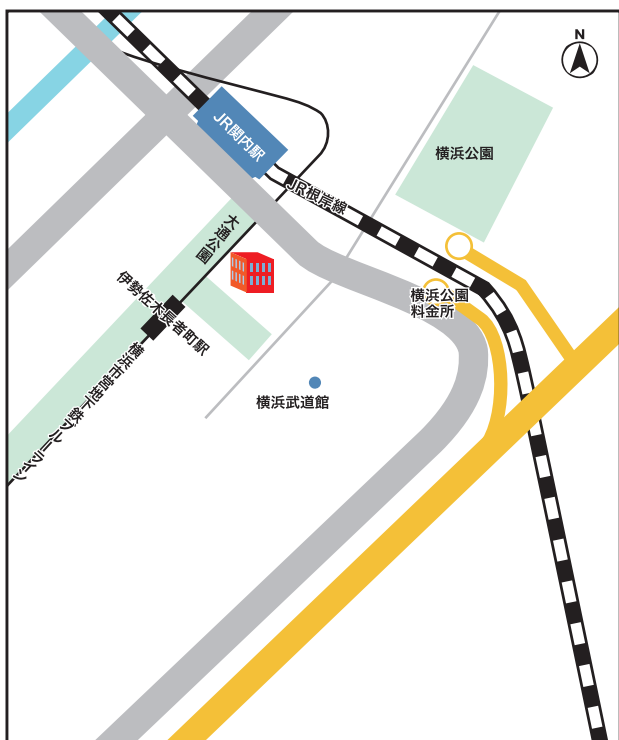 N
JR関内駅
横浜公園
JR根岸線
大通公園
伊勢佐木長者町駅
横浜公園
料金所
横浜市営地下鉄ブルーライン
横浜武道館